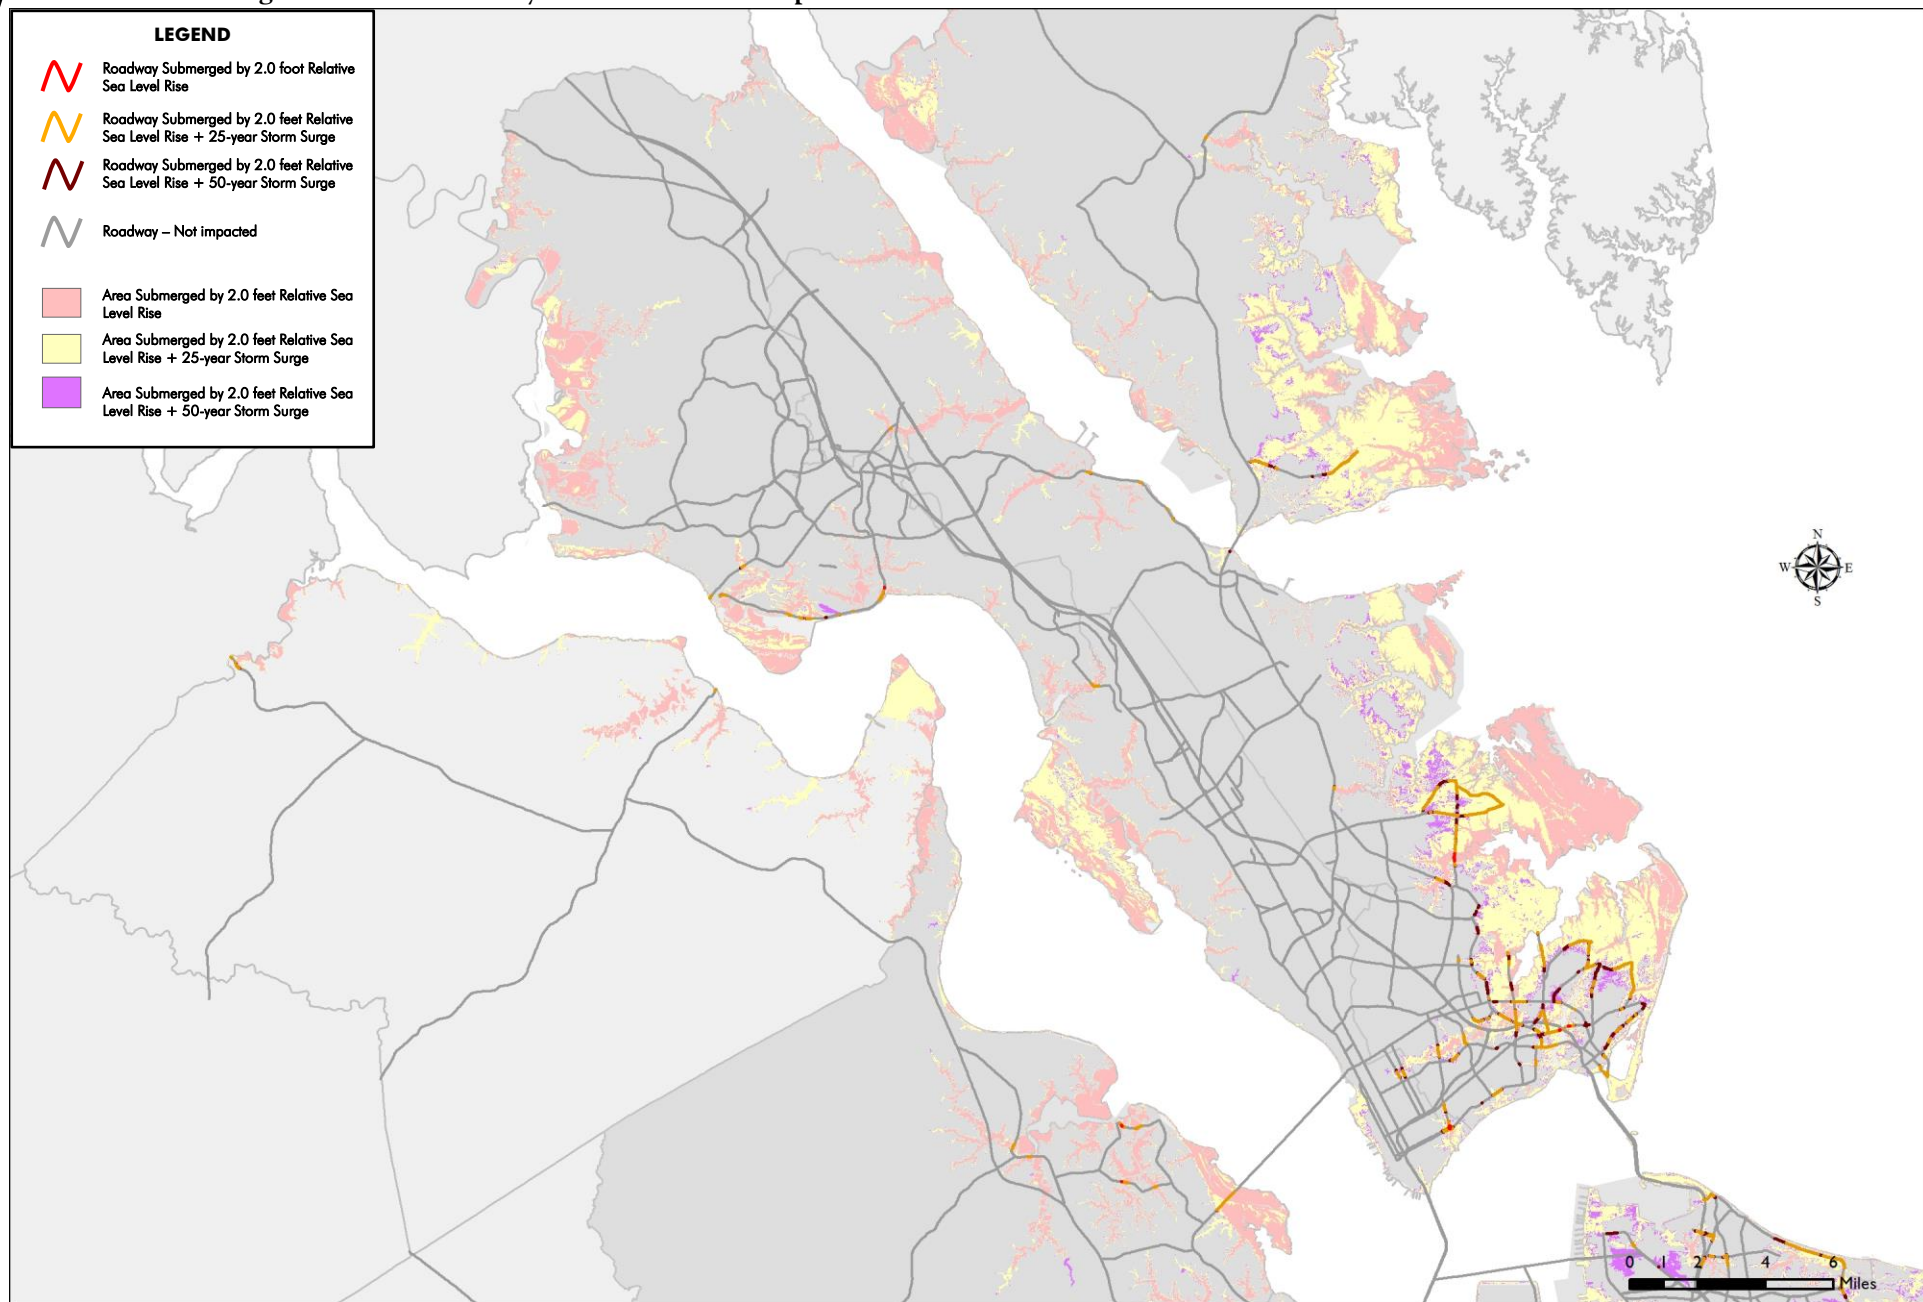 LEGEND
Roadway Submerged by 2.0 foot Relative
Sea Level Rise
Roadway Submerged by 2.0 feet Relative
Sea Level Rise + 25-year Storm Surge
Roadway Submerged by 2.0 feet Relative
Sea Level Rise + 50-year Storm Surge
Roadway – Not impacted
Area Submerged by 2.0 feet Relative Sea
Level Rise
Area Submerged by 2.0 feet Relative Sea
Level Rise + 25-year Storm Surge
Area Submerged by 2.0 feet Relative Sea
Level Rise + 50-year Storm Surge
N
W E
S
0 .1 2 4 6
Miles